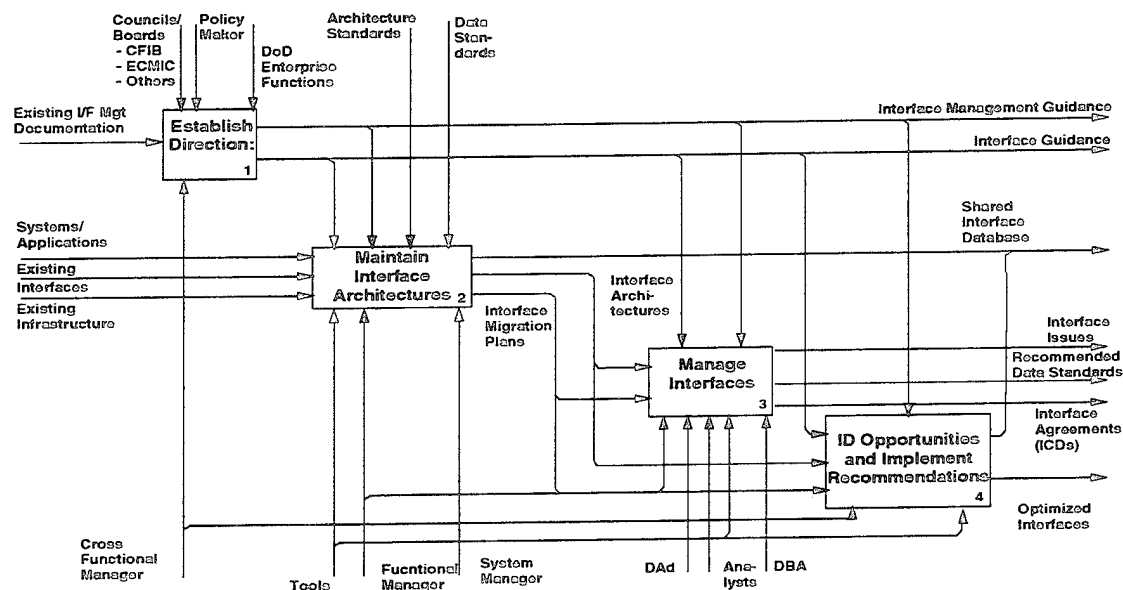 Councils/
Boards
- CFIB
- ECMIC
- Others
Policy
Maker
DoD
Enterprise
Functions
Architecture
Standards
Data
Stan-
dards
Existing I/F Mgt
Documentation
Establish
Direction:
1
Interface Management Guidance
Interface Guidance
Systems/
Applications
Existing
Interfaces
Existing
Infrastructure
Maintain
Interface
Architectures
2
Shared
Interface
Database
Interface
Migration
Plans
Interface
Archi-
tectures
Manage
Interfaces
3
Interface
Issues
Recommended
Data Standards
Interface
Agreements
(ICDs)
ID Opportunities
and Implement
Recommendations
4
Optimized
Interfaces
Cross
Functional
Manager
Tools
Fucntional
Manager
System
Manager
DAd
Ana-
lysts
DBA